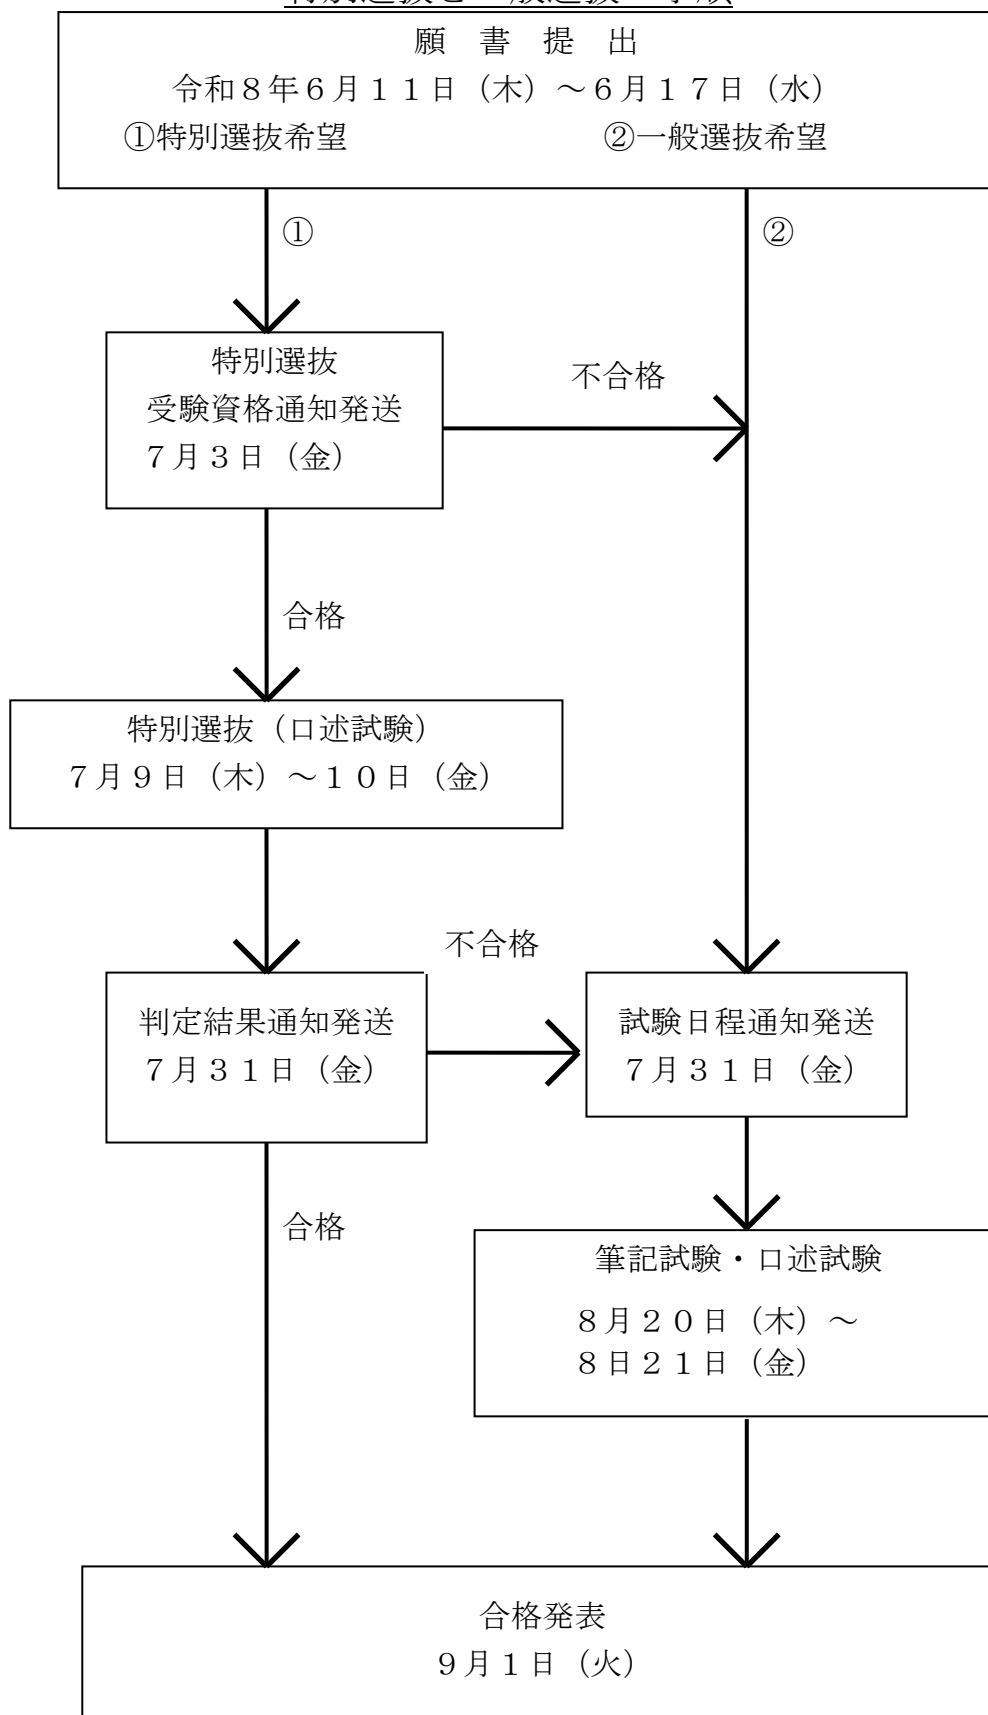 願　書　提　出
令和８年６月１１日（木）～６月１７日（水）
①特別選抜希望　　　　　　　　②一般選抜希望
①
②
特別選抜
受験資格通知発送
７月３日（金）
不合格
合格
特別選抜（口述試験）
７月９日（木）～１０日（金）
不合格
判定結果通知発送
７月３１日（金）
試験日程通知発送
７月３１日（金）
合格
筆記試験・口述試験
８月２０日（木）～
８日２１日（金）
合格発表
９月１日（火）